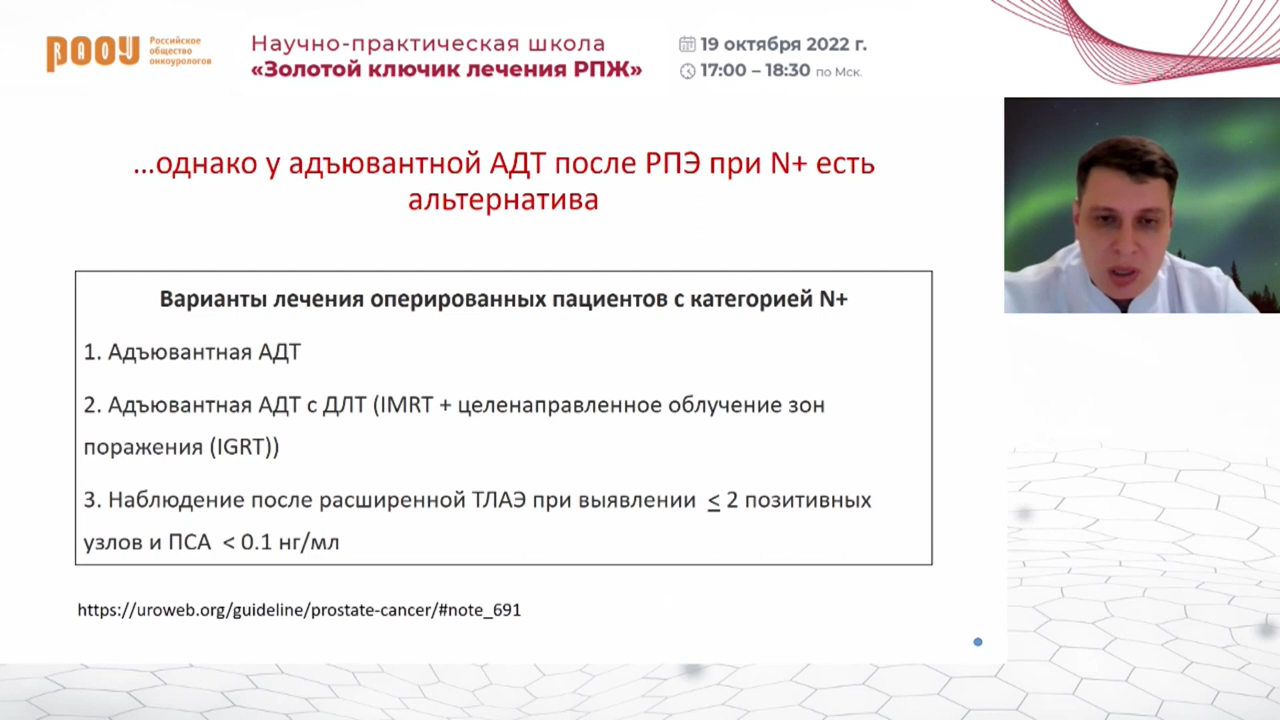 РАОУ
Российское
общество
онкоурологов
Научно-практическая школа
«Золотой ключик лечения РПЖ»
19 октября 2022 г.
17:00 – 18:30 по Мск.
...однако у адъювантной АДТ после РПЭ при N+ есть
альтернатива
Варианты лечения оперированных пациентов с категорией N+
1. Адъювантная АДТ
2. Адъювантная АДТ с ДЛТ (IMRT + целенаправленное облучение зон
поражения (IGRT))
3. Наблюдение после расширенной ТЛАЭ при выявлении ≤ 2 позитивных
узлов и ПСА < 0.1 нг/мл
https://uroweb.org/guideline/prostate-cancer/#note_691